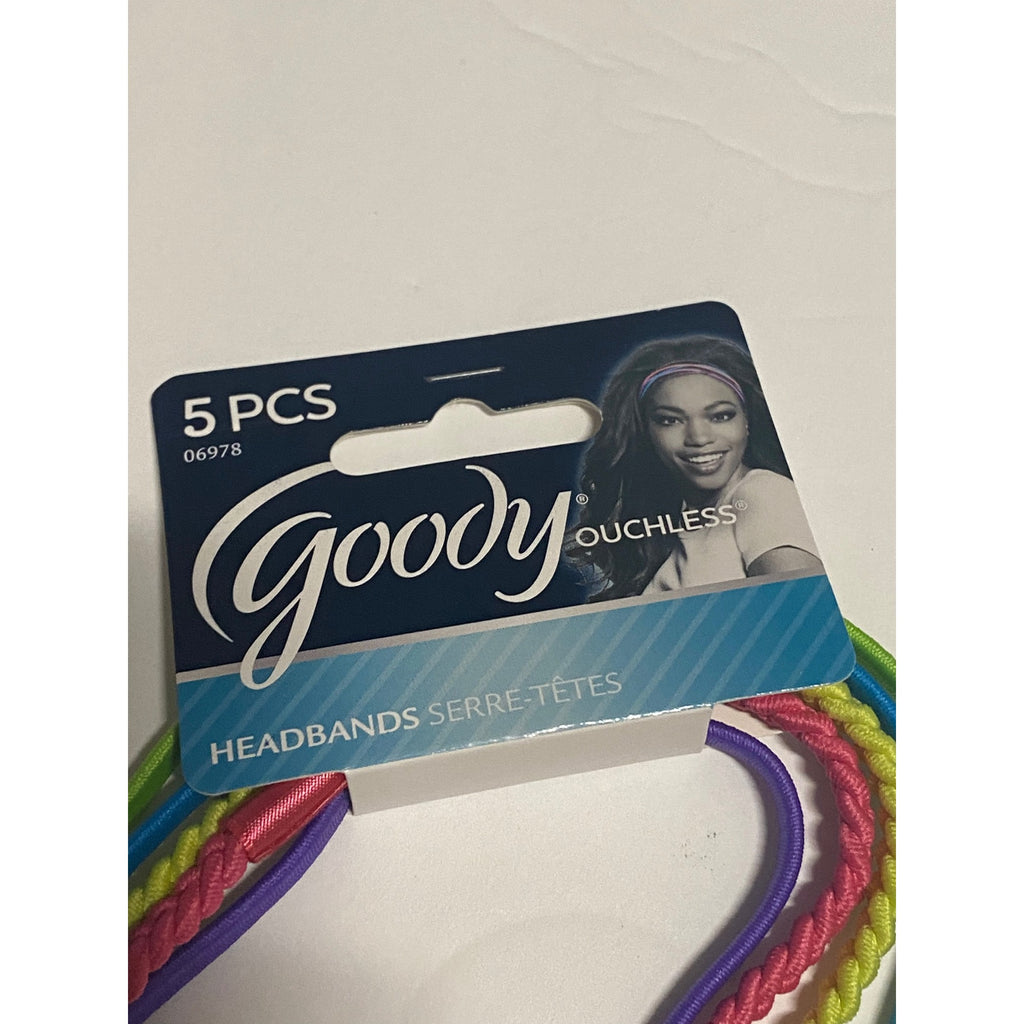 5 PCS
06978
goody®
OUCHLESS®
HEADBANDS SERRE-TÊTES